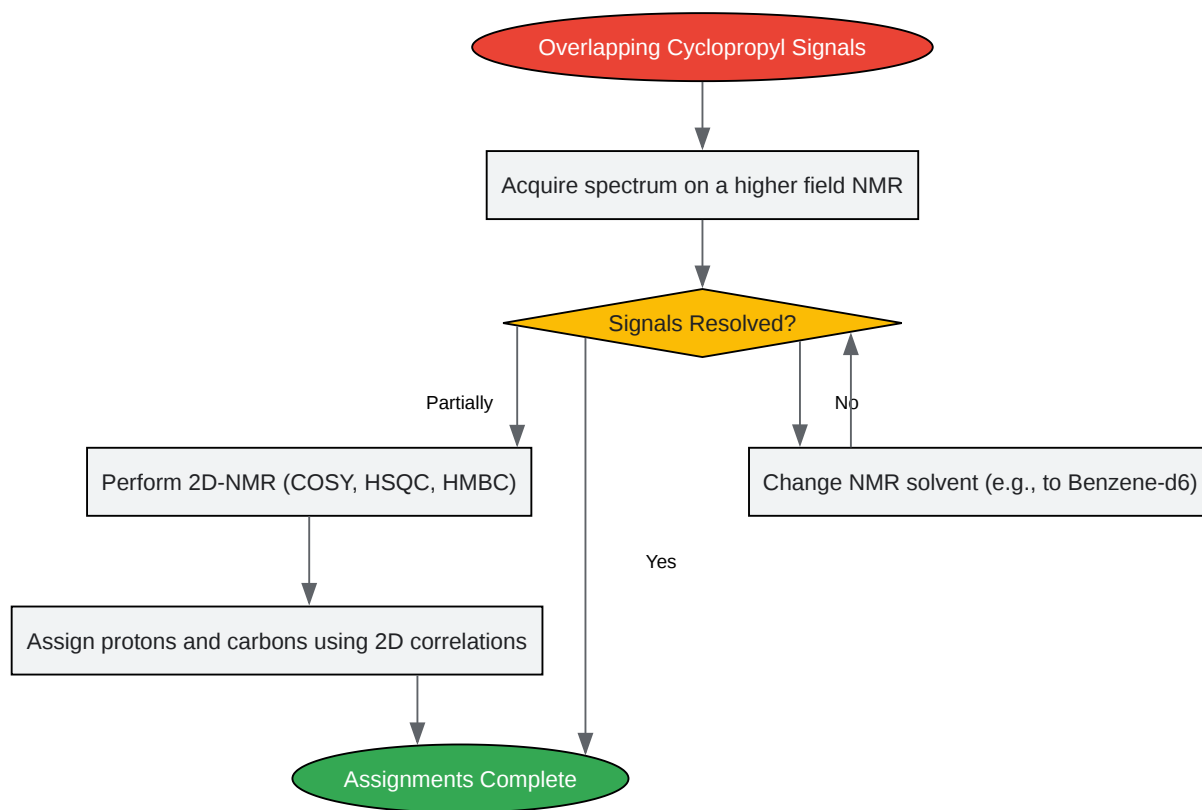 Overlapping Cyclopropyl Signals
Acquire spectrum on a higher field NMR
Signals Resolved?
Partially
No
Perform 2D-NMR (COSY, HSQC, HMBC)
Change NMR solvent (e.g., to Benzene-d6)
Yes
Assign protons and carbons using 2D correlations
Assignments Complete